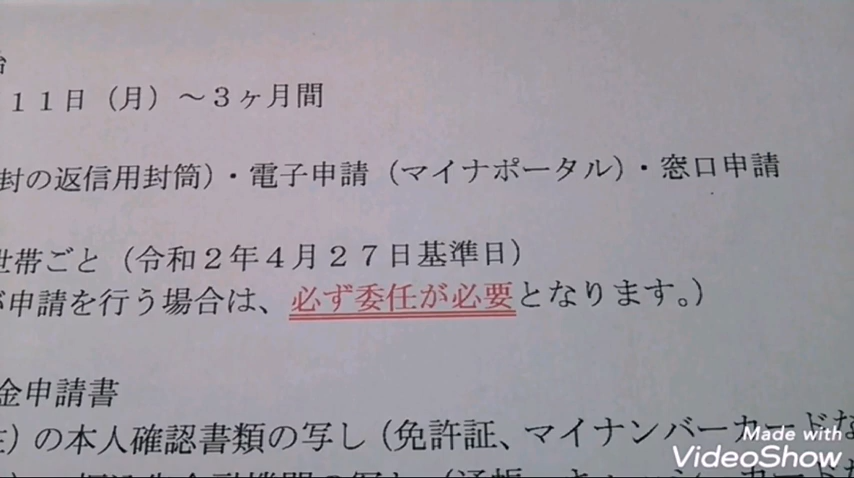 １１日（月）～３ヶ月間
封の返信用封筒）・電子申請（マイナポータル）・窓口申請
世帯ごと（令和２年４月２７日基準日）
申請を行う場合は、必ず委任が必要となります。）
金申請書
の本人確認書類の写し（免許証、マイナンバーカードな
Made with
VideoShow